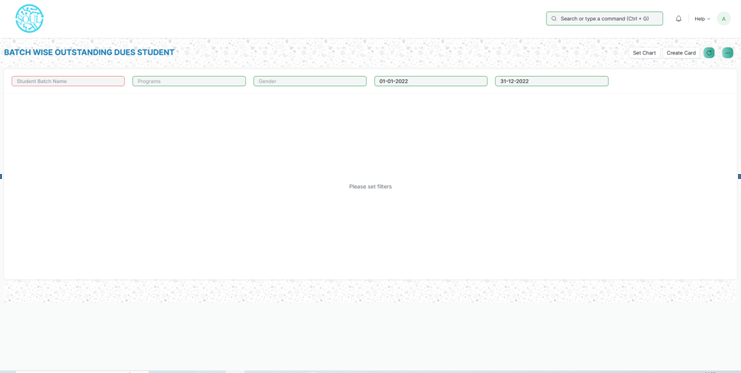 Search or type a command (Ctrl + G)
Help
A
BATCH WISE OUTSTANDING DUES STUDENT
Set Chart
Create Card
Student Batch Name
Programs
Gender
01-01-2022
31-12-2022
Please set filters